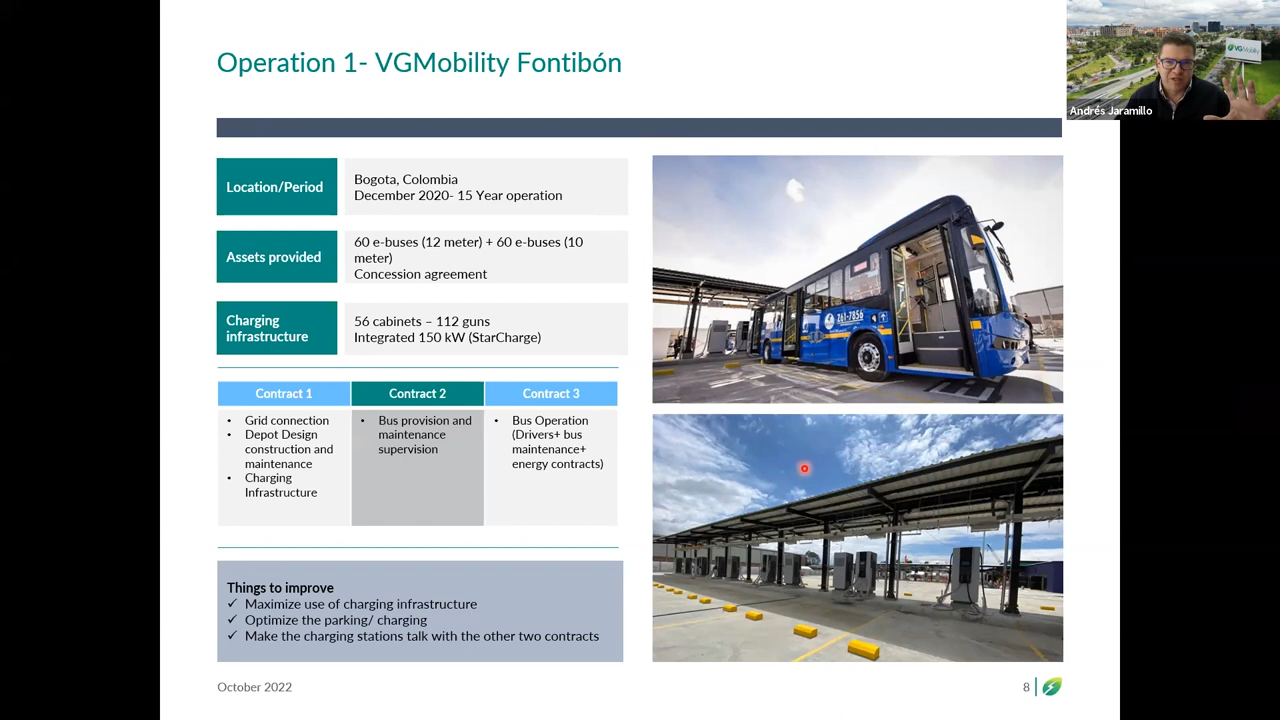 Operation 1- VGMobility Fontibón
VGMobility
Andrés Jaramillo
Location/Period
Bogota, Colombia
December 2020- 15 Year operation
Assets provided
60 e-buses (12 meter) + 60 e-buses (10
meter)
Concession agreement
Charging
infrastructure
56 cabinets – 112 guns
Integrated 150 kW (StarCharge)
Contract 1
Contract 2
Contract 3
• Grid connection
• Depot Design
construction and
maintenance
• Charging
Infrastructure
• Bus provision and
maintenance
supervision
• Bus Operation
(Drivers+ bus
maintenance+
energy contracts)
Things to improve
✓ Maximize use of charging infrastructure
✓ Optimize the parking/ charging
✓ Make the charging stations talk with the other two contracts
Z61-7856
October 2022
8